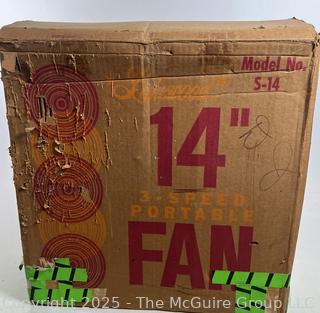 Model No.
S-14
14"
3-SPEED
PORTABLE
FAN
Copyright 2025 - The McGuire Group LLC